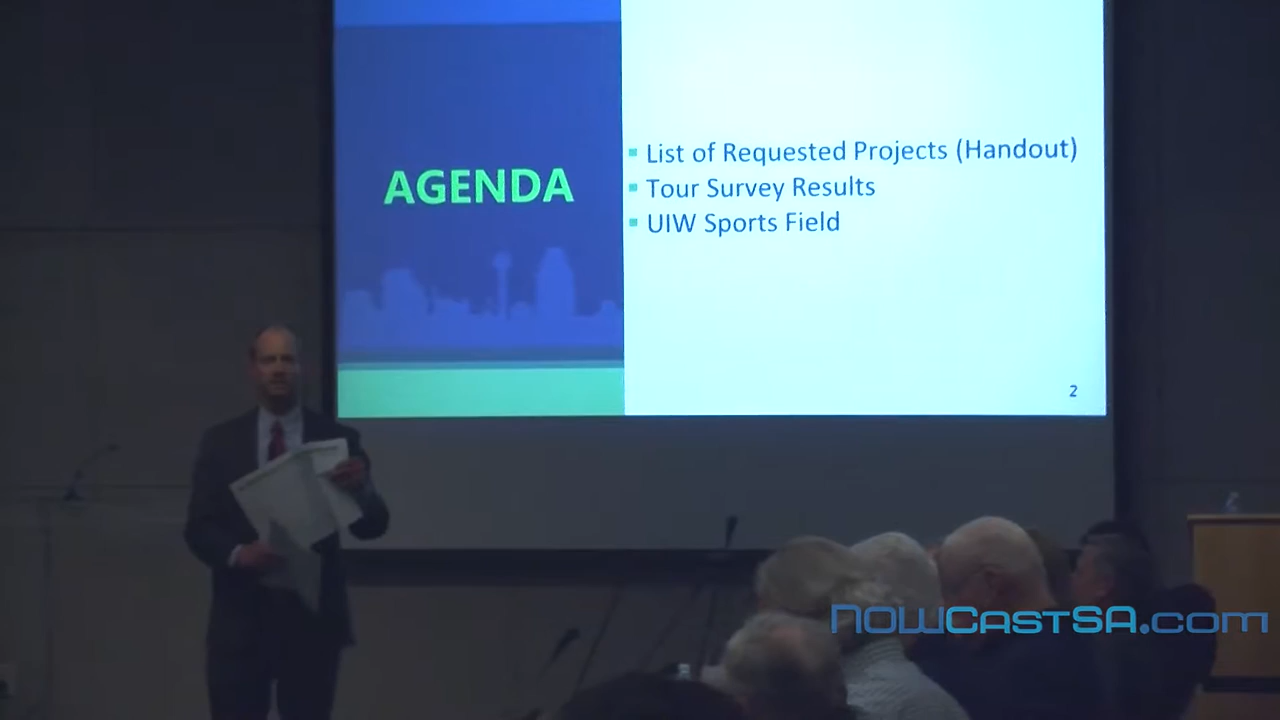 AGENDA
List of Requested Projects (Handout)
Tour Survey Results
UIW Sports Field
2
NOWCastSA.com